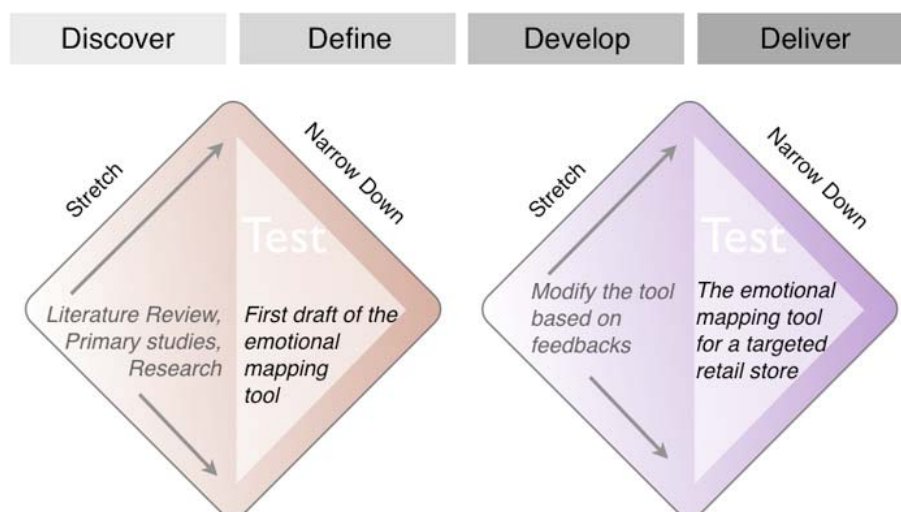 Discover
Define
Develop
Deliver
Stretch
Narrow Down
Test
Literature Review,
Primary studies,
Research
First draft of the
emotional
mapping
tool
Stretch
Narrow Down
Test
Modify the tool
based on
feedbacks
The emotional
mapping tool
for a targeted
retail store